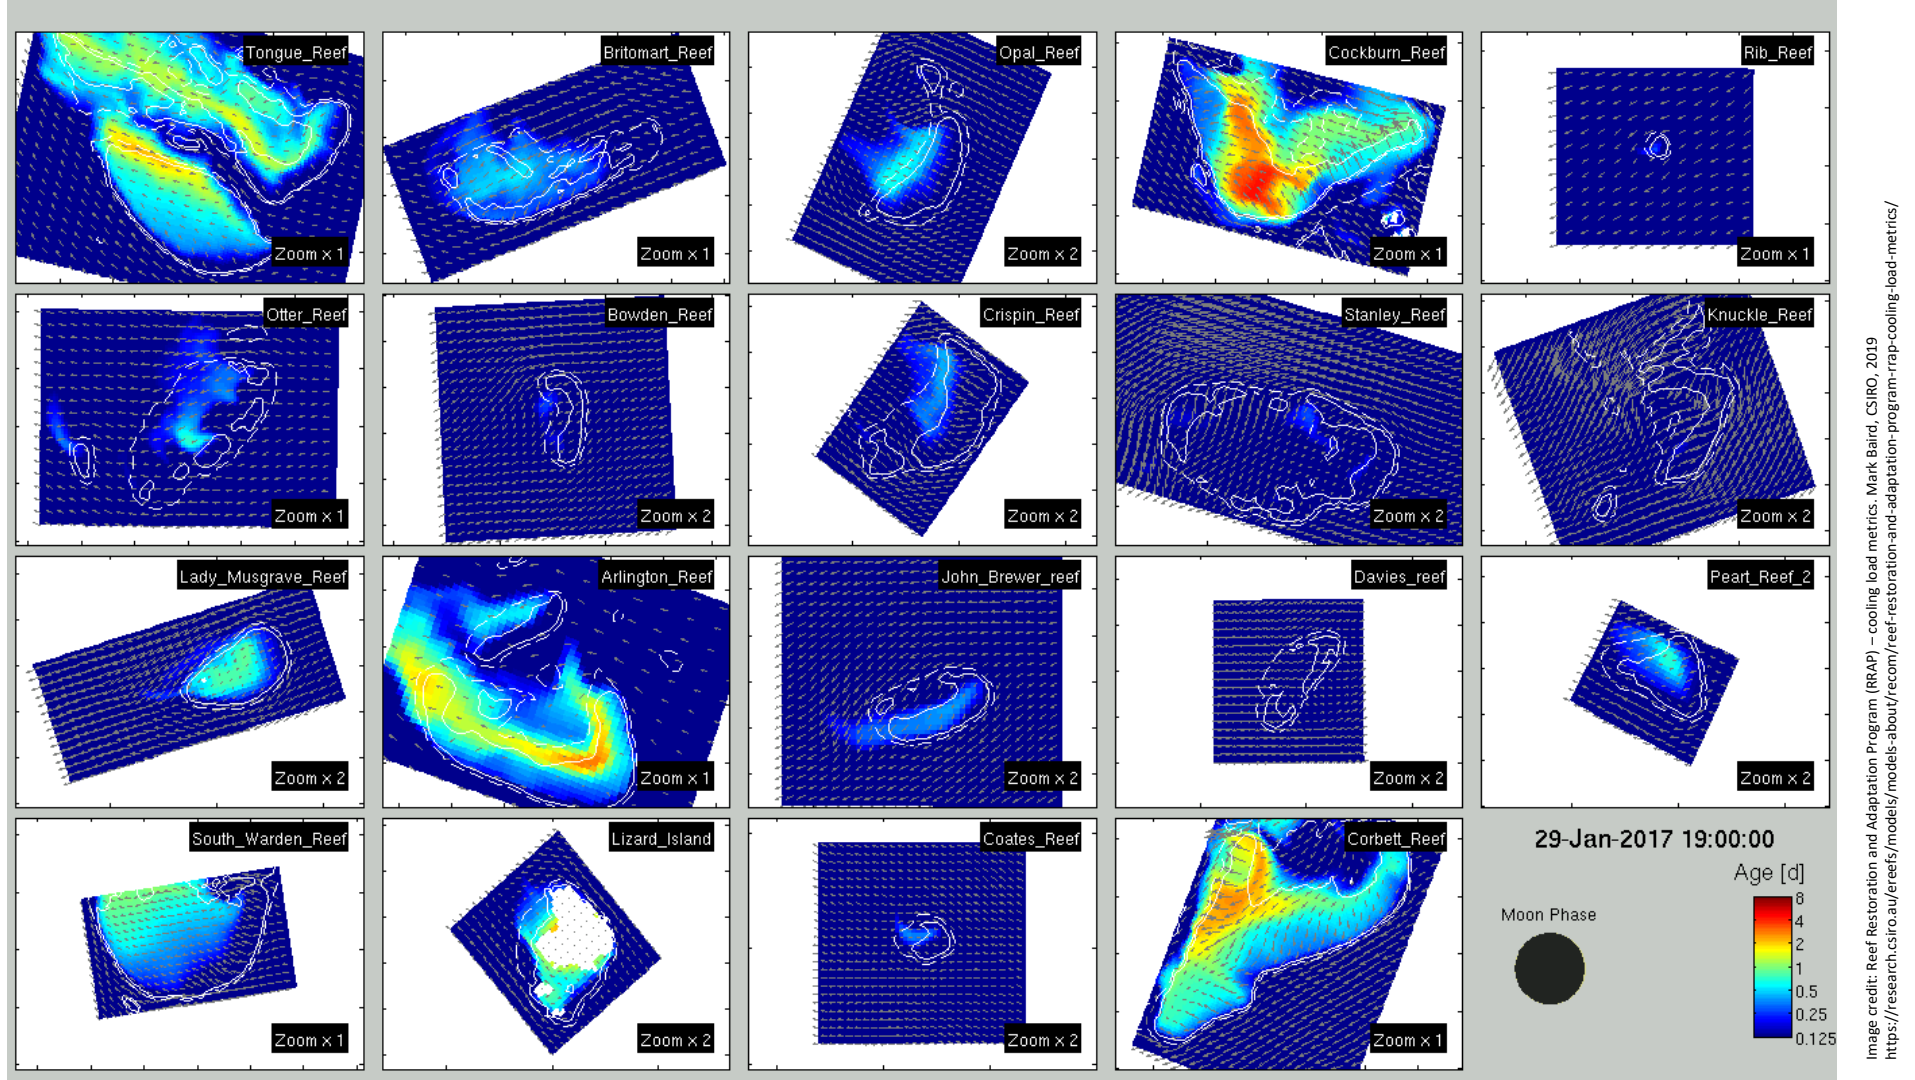 Tongue_Reef
Zoom x 1
Britomart_Reef
Zoom x 1
Opal_Reef
Zoom x 2
Cockburn_Reef
Zoom x 1
Rib_Reef
Zoom x 1
Otter_Reef
Zoom x 1
Bowden_Reef
Zoom x 2
Crispin_Reef
Zoom x 2
Stanley_Reef
Zoom x 2
Knuckle_Reef
Zoom x 2
Lady_Musgrave_Reef
Zoom x 2
Arlington_Reef
Zoom x 1
John_Brewer_reef
Zoom x 2
Davies_reef
Zoom x 2
Peart_Reef_2
Zoom x 2
South_Warden_Reef
Zoom x 1
Lizard_Island
Zoom x 2
Coates_Reef
Zoom x 2
Corbett_Reef
Zoom x 1
29-Jan-2017 19:00:00
Age [d]
Moon Phase
8
4
2
1
0.5
0.25
0.125
Image credit: Reef Restoration and Adaptation Program (RRAP) – cooling load metrics. Mark Baird, CSIRO, 2019
https://research.csiro.au/ereefs/models/models-about/recom/reef-restoration-and-adaptation-program-rrap-cooling-load-metrics/